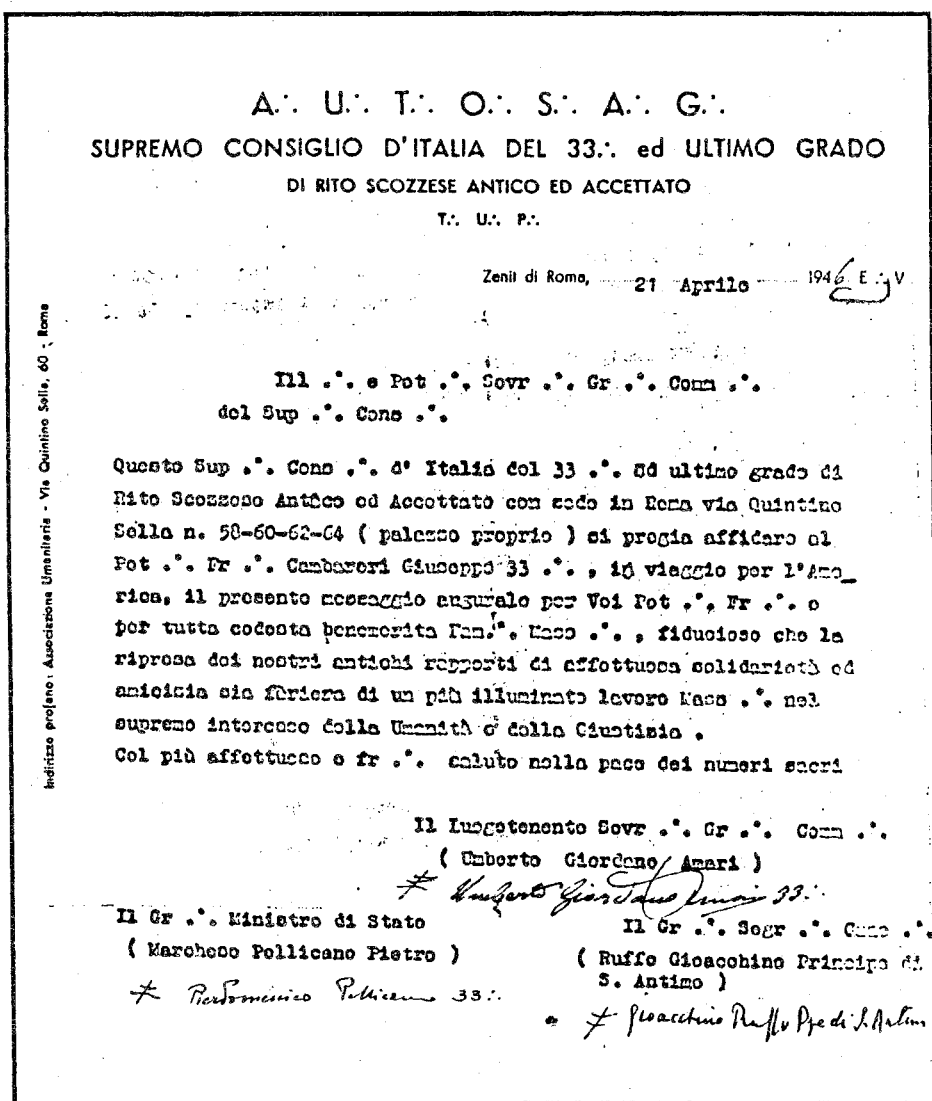 A∴ U∴ T∴ O∴ S∴ A∴ G∴
SUPREMO CONSIGLIO D'ITALIA DEL 33∴ ed ULTIMO GRADO
DI RITO SCOZZESE ANTICO ED ACCETTATO
T∴ U∴ P∴
Zenit di Roma, 21 Aprile 1946 E∴V
Indirizzo profano: Associazione Umanitaria - Via Quintino Sella, 60 - Roma
Ill ∴ e Pot ∴ Sovr ∴ Gr ∴ Comm ∴
del Sup ∴ Cons ∴
Questo Sup ∴ Cons ∴ d' Italia del 33 ∴ ed ultimo grado di
Rito Scozzese Antico ed Accettato con sede in Roma via Quintino
Sella n. 58-60-62-64 ( palazzo proprio ) si pregia affidare al
Pot ∴ Fr ∴ Cambareri Giuseppe 33 ∴ , in viaggio per l'Ame_
rica, il presente messaggio augurale per Voi Pot ∴ Fr ∴ e
per tutta codesta benemerita Fam ∴ Mass ∴ , fiducioso che la
ripresa dei nostri antichi rapporti di affettuosa solidarietà ed
amicizia sia foriera di un più illuminato lavoro Mass ∴ nel
supremo interesse della Umanità e della Giustizia .
Col più affettuoso e fr ∴ saluto nella pace dei numeri sacri
Il Luogotenente Sovr ∴ Gr ∴ Comm ∴
( Umberto Giordano Amari )
Umberto Giordano Amari 33∴
Il Gr ∴ Ministro di Stato
( Marchese Pellicano Pietro )
Pierdomenico Pellicano 33∴
Il Gr ∴ Segr ∴ Canc ∴
( Ruffo Gioacchino Principe di
S. Antimo )
Gioacchino Ruffo Ppe di S. Antimo